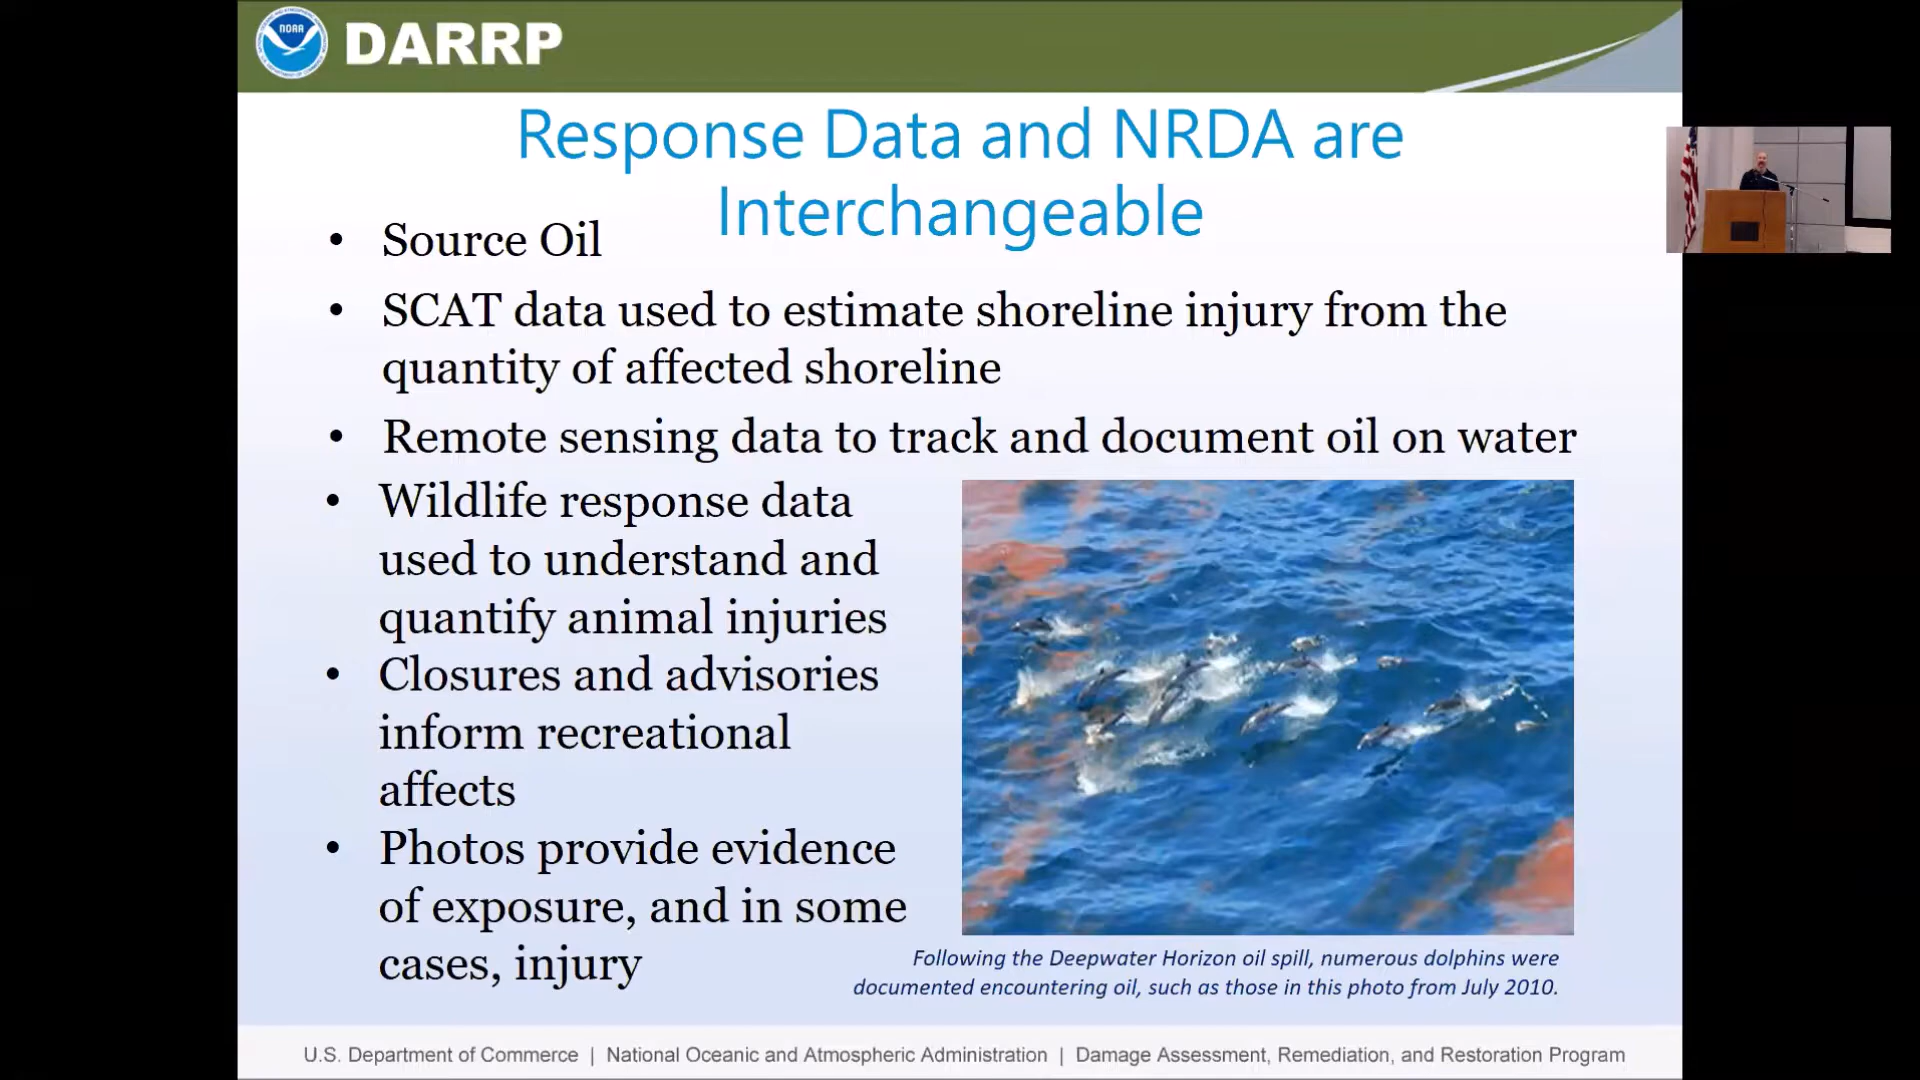 NOAA
DARRP
Response Data and NRDA are
Interchangeable
• Source Oil
• SCAT data used to estimate shoreline injury from the
quantity of affected shoreline
• Remote sensing data to track and document oil on water
• Wildlife response data
used to understand and
quantify animal injuries
• Closures and advisories
inform recreational
affects
• Photos provide evidence
of exposure, and in some
cases, injury
Following the Deepwater Horizon oil spill, numerous dolphins were
documented encountering oil, such as those in this photo from July 2010.
U.S. Department of Commerce | National Oceanic and Atmospheric Administration | Damage Assessment, Remediation, and Restoration Program